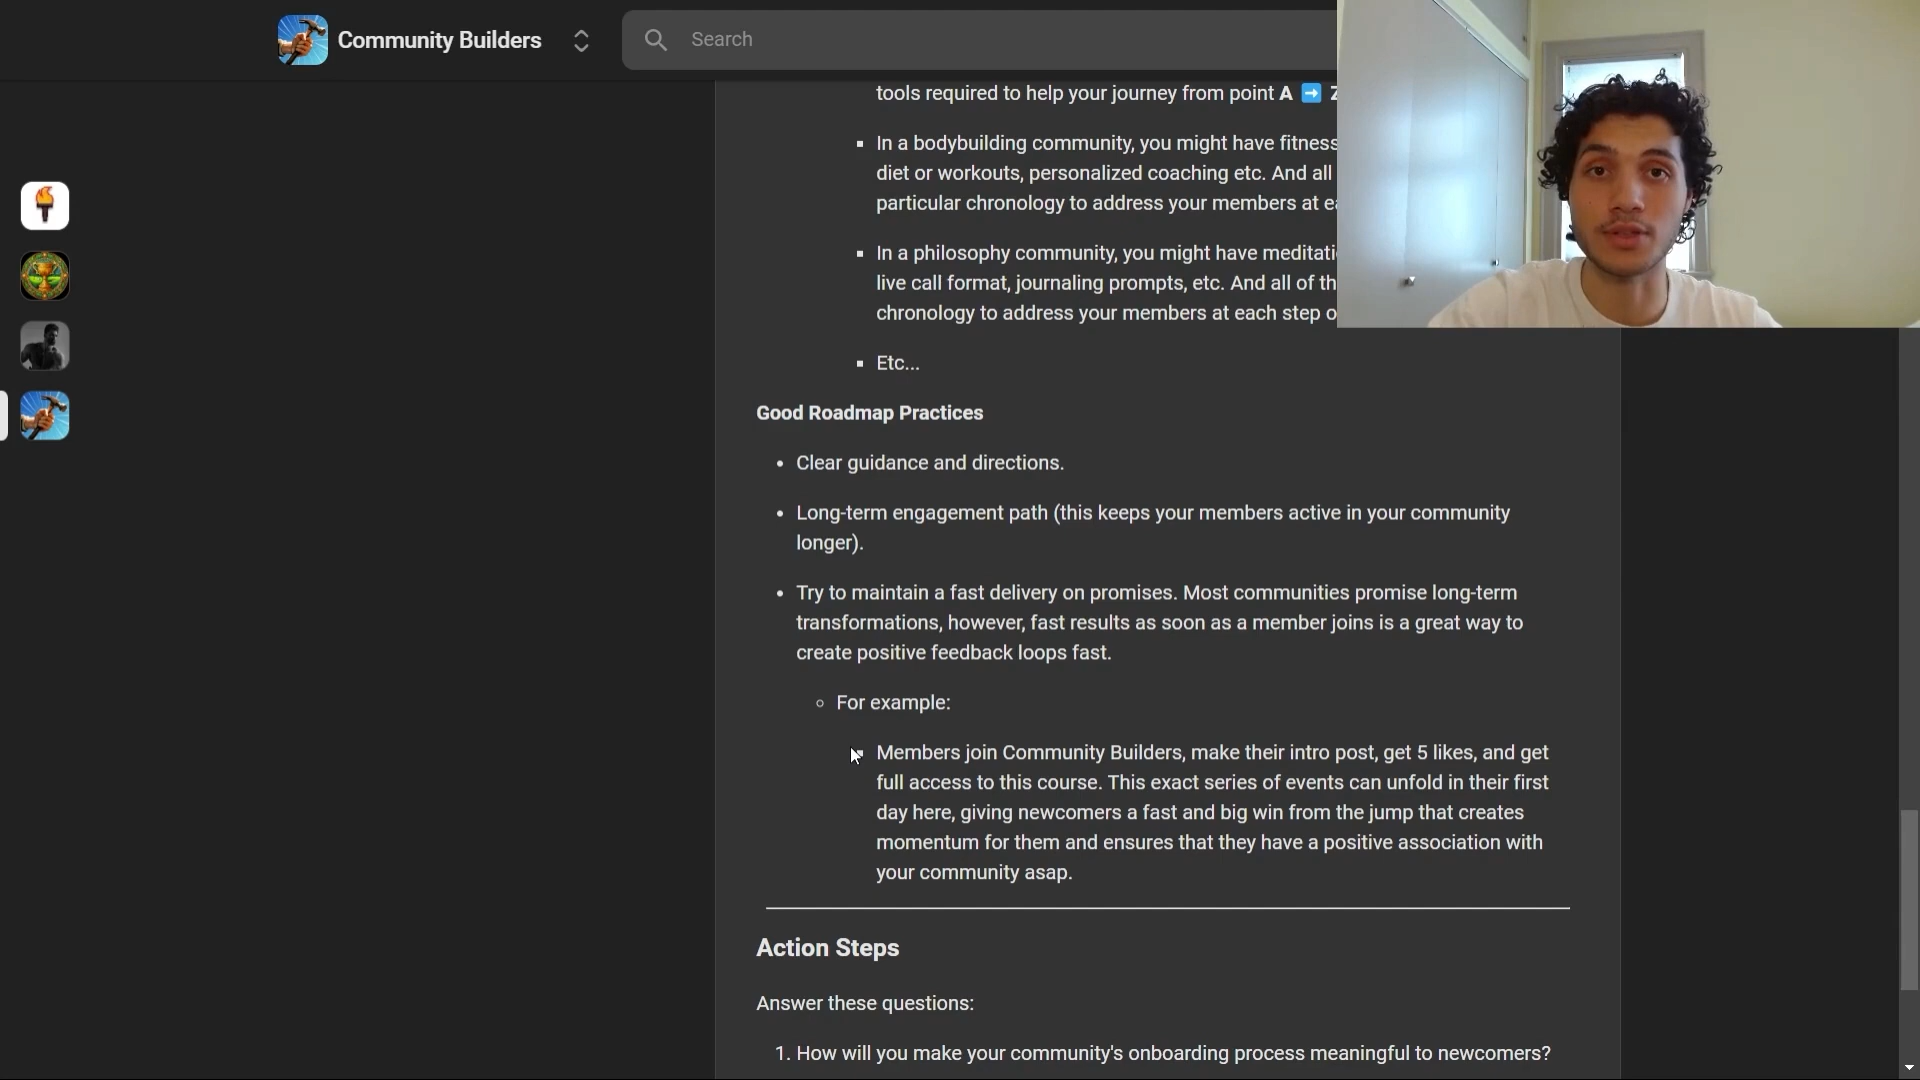 Community Builders
Search
tools required to help your journey from point A ➡️ Z
In a bodybuilding community, you might have fitness
diet or workouts, personalized coaching etc. And all
particular chronology to address your members at
In a philosophy community, you might have
live call format, journaling prompts, etc. And all of
chronology to address your members at each step
Etc...
Good Roadmap Practices
Clear guidance and directions.
Long-term engagement path (this keeps your members active in your community
longer).
Try to maintain a fast delivery on promises. Most communities promise long-term
transformations, however, fast results as soon as a member joins is a great way to
create positive feedback loops fast.
For example:
Members join Community Builders, make their intro post, get 5 likes, and get
full access to this course. This exact series of events can unfold in their first
day here, giving newcomers a fast and big win from the jump that creates
momentum for them and ensures that they have a positive association with
your community asap.
Action Steps
Answer these questions:
1. How will you make your community's onboarding process meaningful to newcomers?